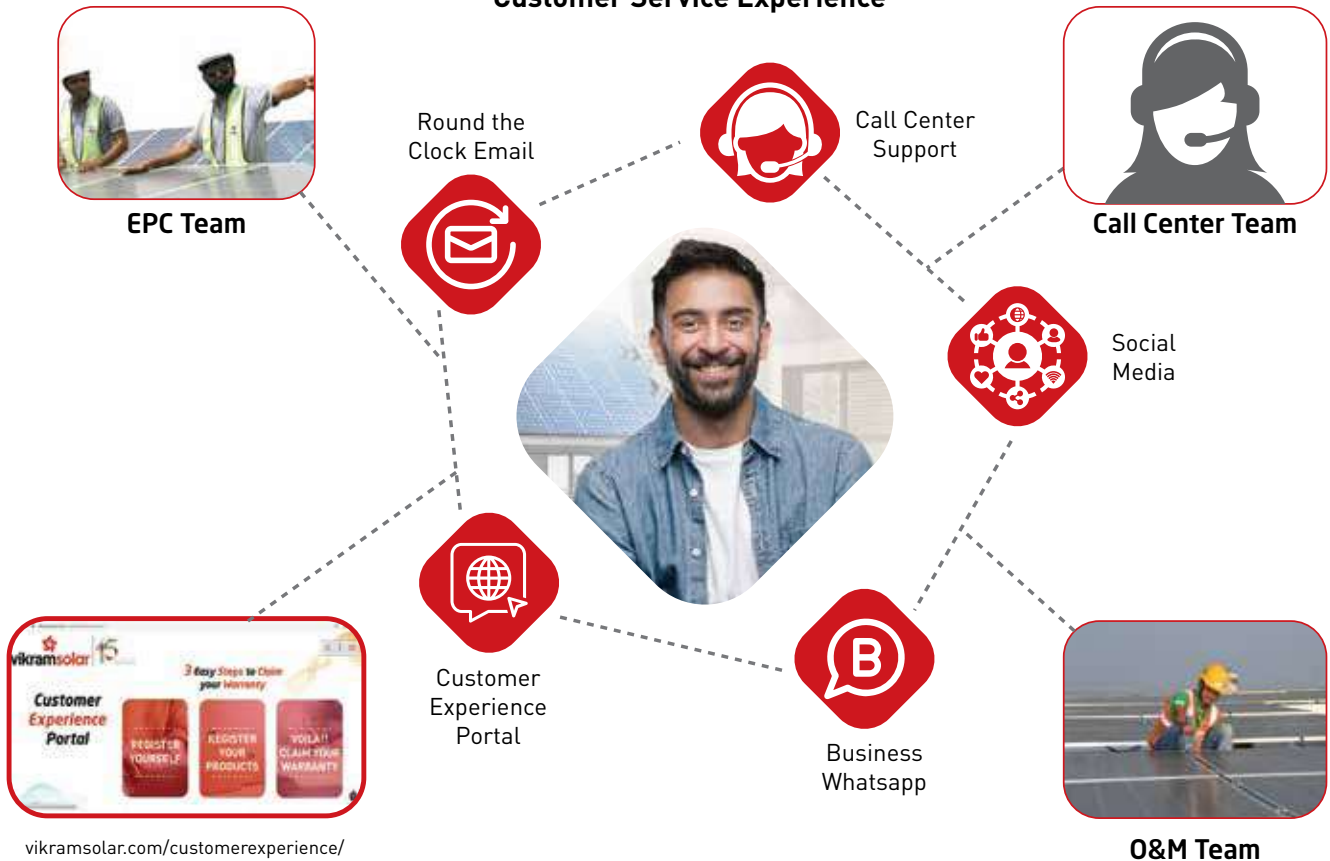 Customer Service Experience
EPC Team
Round the
Clock Email
Call Center
Support
Call Center Team
Social
Media
vikramsolar
15
Customer
Experience
Portal
3 Easy Steps to Claim
your Warranty
REGISTER
YOURSELF
REGISTER
YOUR
PRODUCTS
VOILA!!
CLAIM YOUR
WARRANTY
vikramsolar.com/customerexperience/
Customer
Experience
Portal
B
Business
Whatsapp
O&M Team